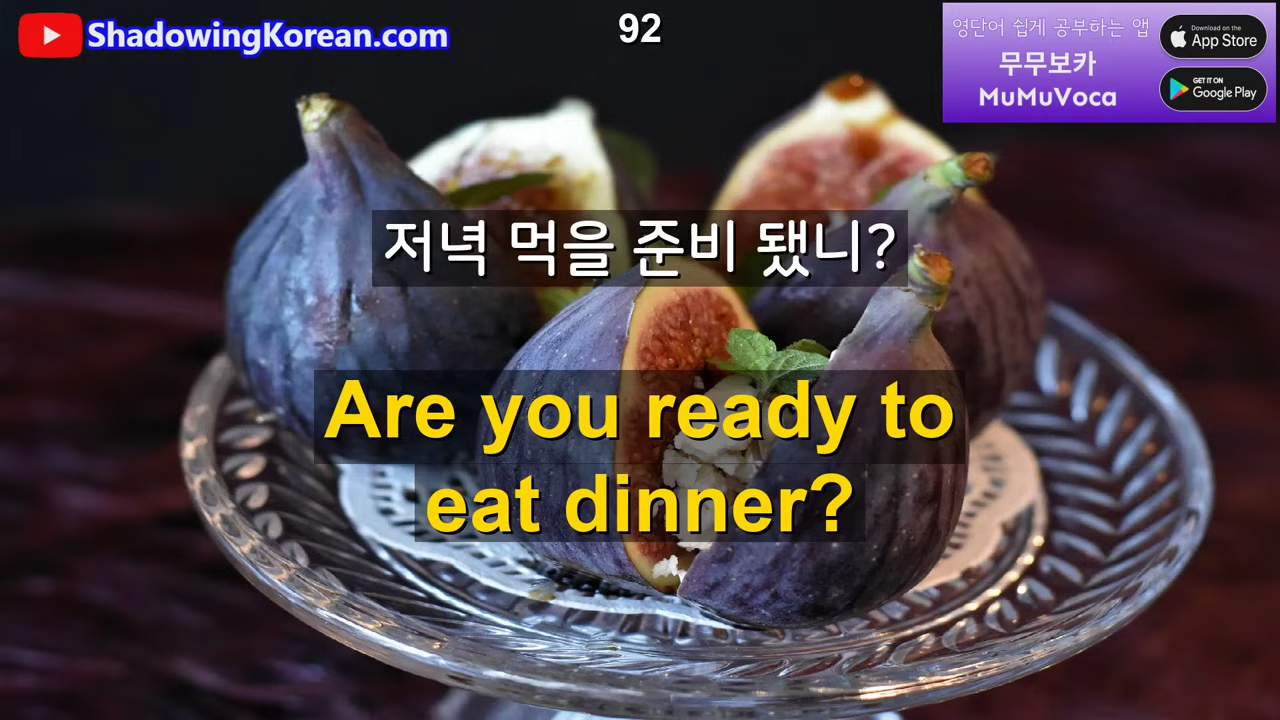 ShadowingKorean.com
92
영단어 쉽게 공부하는 앱
무무보카
MuMuVoca
Download on the
App Store
GET IT ON
Google Play
저녁 먹을 준비 됐니?
Are you ready to
eat dinner?